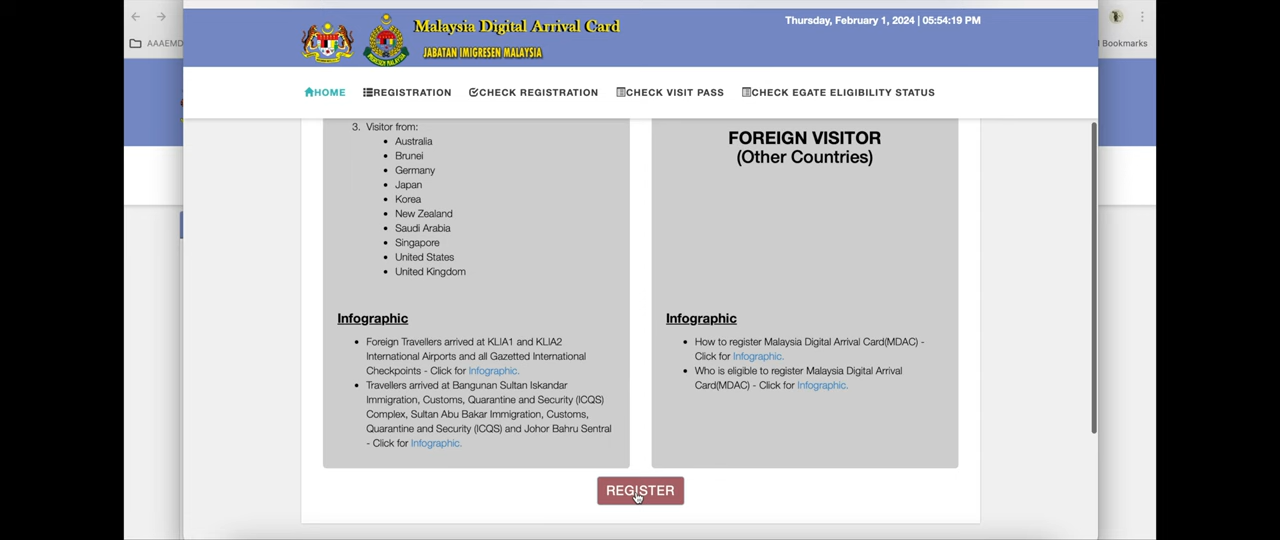 Malaysia Digital Arrival Card
JABATAN IMIGRESEN MALAYSIA
Thursday, February 1, 2024 | 05:54:19 PM
AAAEMD
Bookmarks
HOME
REGISTRATION
CHECK REGISTRATION
CHECK VISIT PASS
CHECK EGATE ELIGIBILITY STATUS
3. Visitor from:
Australia
Brunei
Germany
Japan
Korea
New Zealand
Saudi Arabia
Singapore
United States
United Kingdom
Infographic
Foreign Travellers arrived at KLIA1 and KLIA2
International Airports and all Gazetted International
Checkpoints - Click for Infographic.
Travellers arrived at Bangunan Sultan Iskandar
Immigration, Customs, Quarantine and Security (ICQS)
Complex, Sultan Abu Bakar Immigration, Customs,
Quarantine and Security (ICQS) and Johor Bahru Sentral
- Click for Infographic.
FOREIGN VISITOR
(Other Countries)
Infographic
How to register Malaysia Digital Arrival Card(MDAC) -
Click for Infographic.
Who is eligible to register Malaysia Digital Arrival
Card(MDAC) - Click for Infographic.
REGISTER